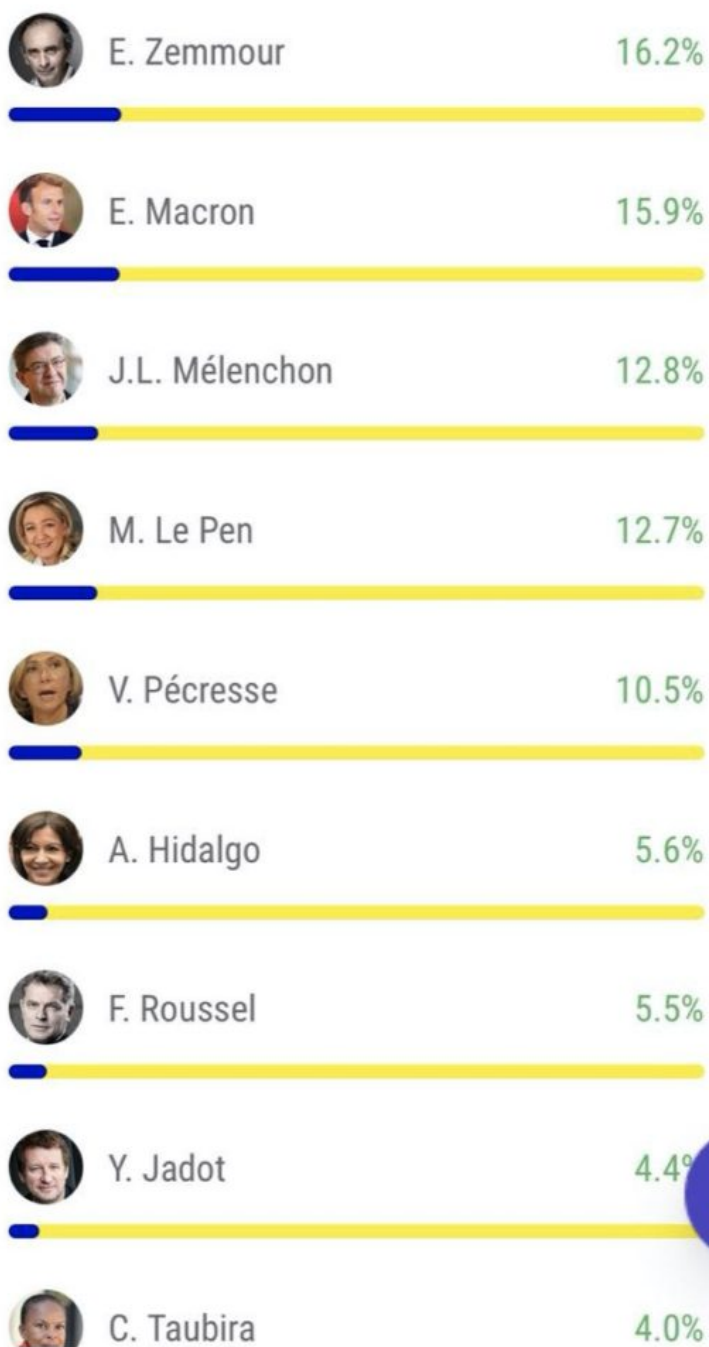 E. Zemmour 16.2%
E. Macron 15.9%
J.L. Mélenchon 12.8%
M. Le Pen 12.7%
V. Pécresse 10.5%
A. Hidalgo 5.6%
F. Roussel 5.5%
Y. Jadot 4.4%
C. Taubira 4.0%